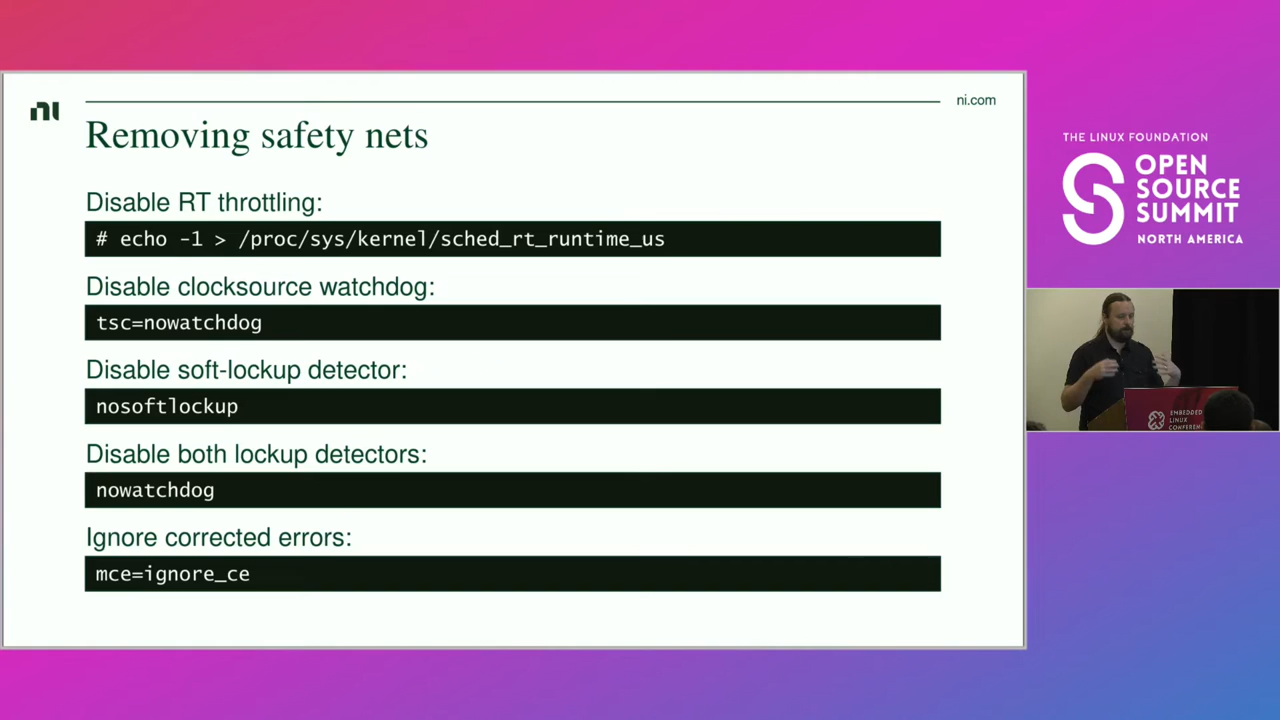 ni
ni.com
Removing safety nets
Disable RT throttling:
# echo -1 > /proc/sys/kernel/sched_rt_runtime_us
Disable clocksource watchdog:
tsc=nowatchdog
Disable soft-lockup detector:
nosoftlockup
Disable both lockup detectors:
nowatchdog
Ignore corrected errors:
mce=ignore_ce
THE LINUX FOUNDATION
OPEN
SOURCE
SUMMIT
NORTH AMERICA
EMBEDDED
LINUX